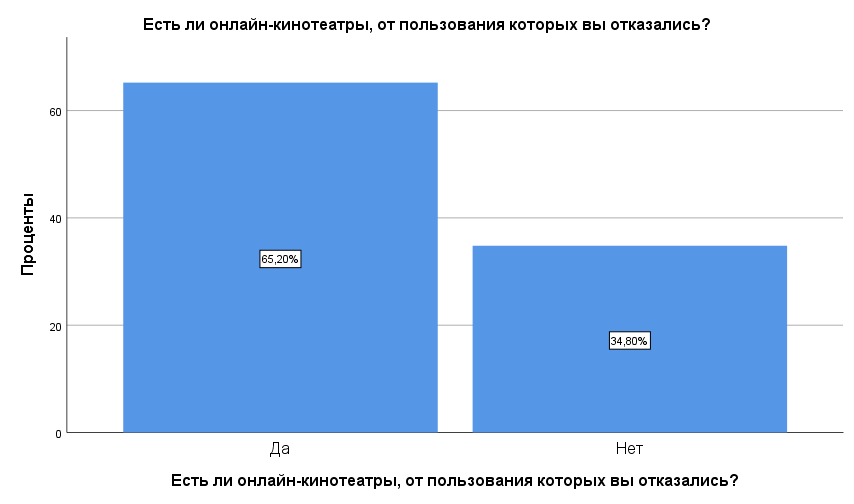 Есть ли онлайн-кинотеатры, от пользования которых вы отказались?
Проценты
60
40
20
0
65,20%
34,80%
Да
Нет
Есть ли онлайн-кинотеатры, от пользования которых вы отказались?